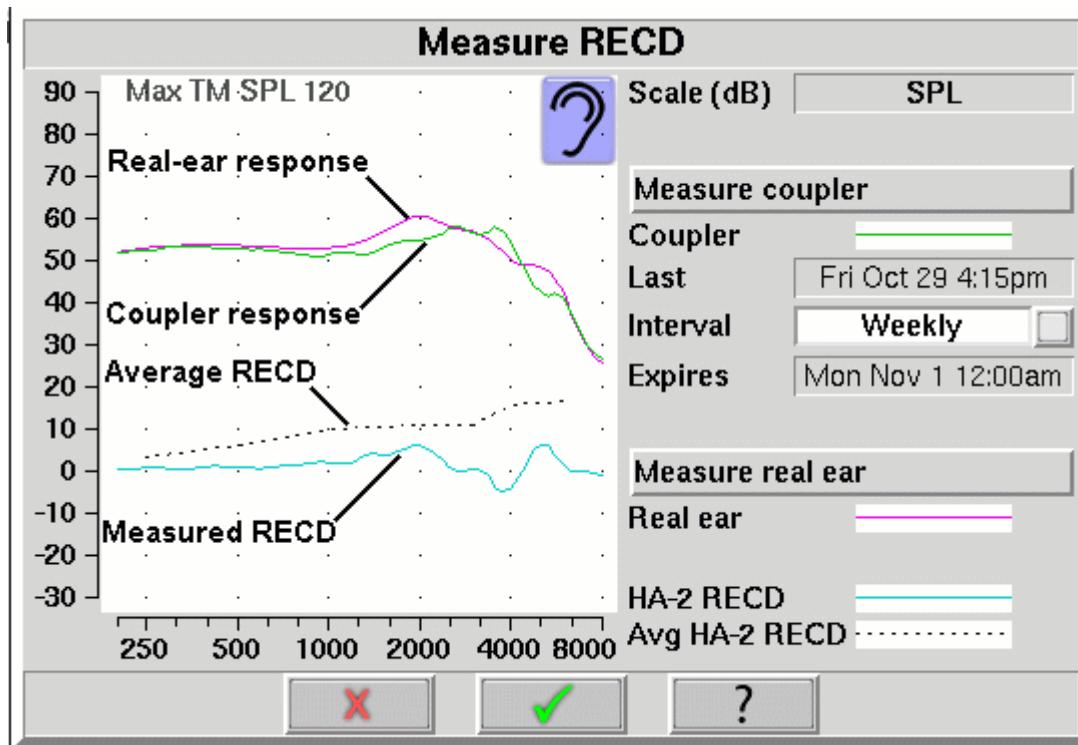 Measure RECD
Max TM SPL 120
90
80
70
60
50
40
30
20
10
0
-10
-20
-30
Real-ear response
Coupler response
Average RECD
Measured RECD
250 500 1000 2000 4000 8000
Scale (dB) SPL
Measure coupler
Coupler
Last Fri Oct 29 4:15pm
Interval Weekly
Expires Mon Nov 1 12:00am
Measure real ear
Real ear
HA-2 RECD
Avg HA-2 RECD
X
?